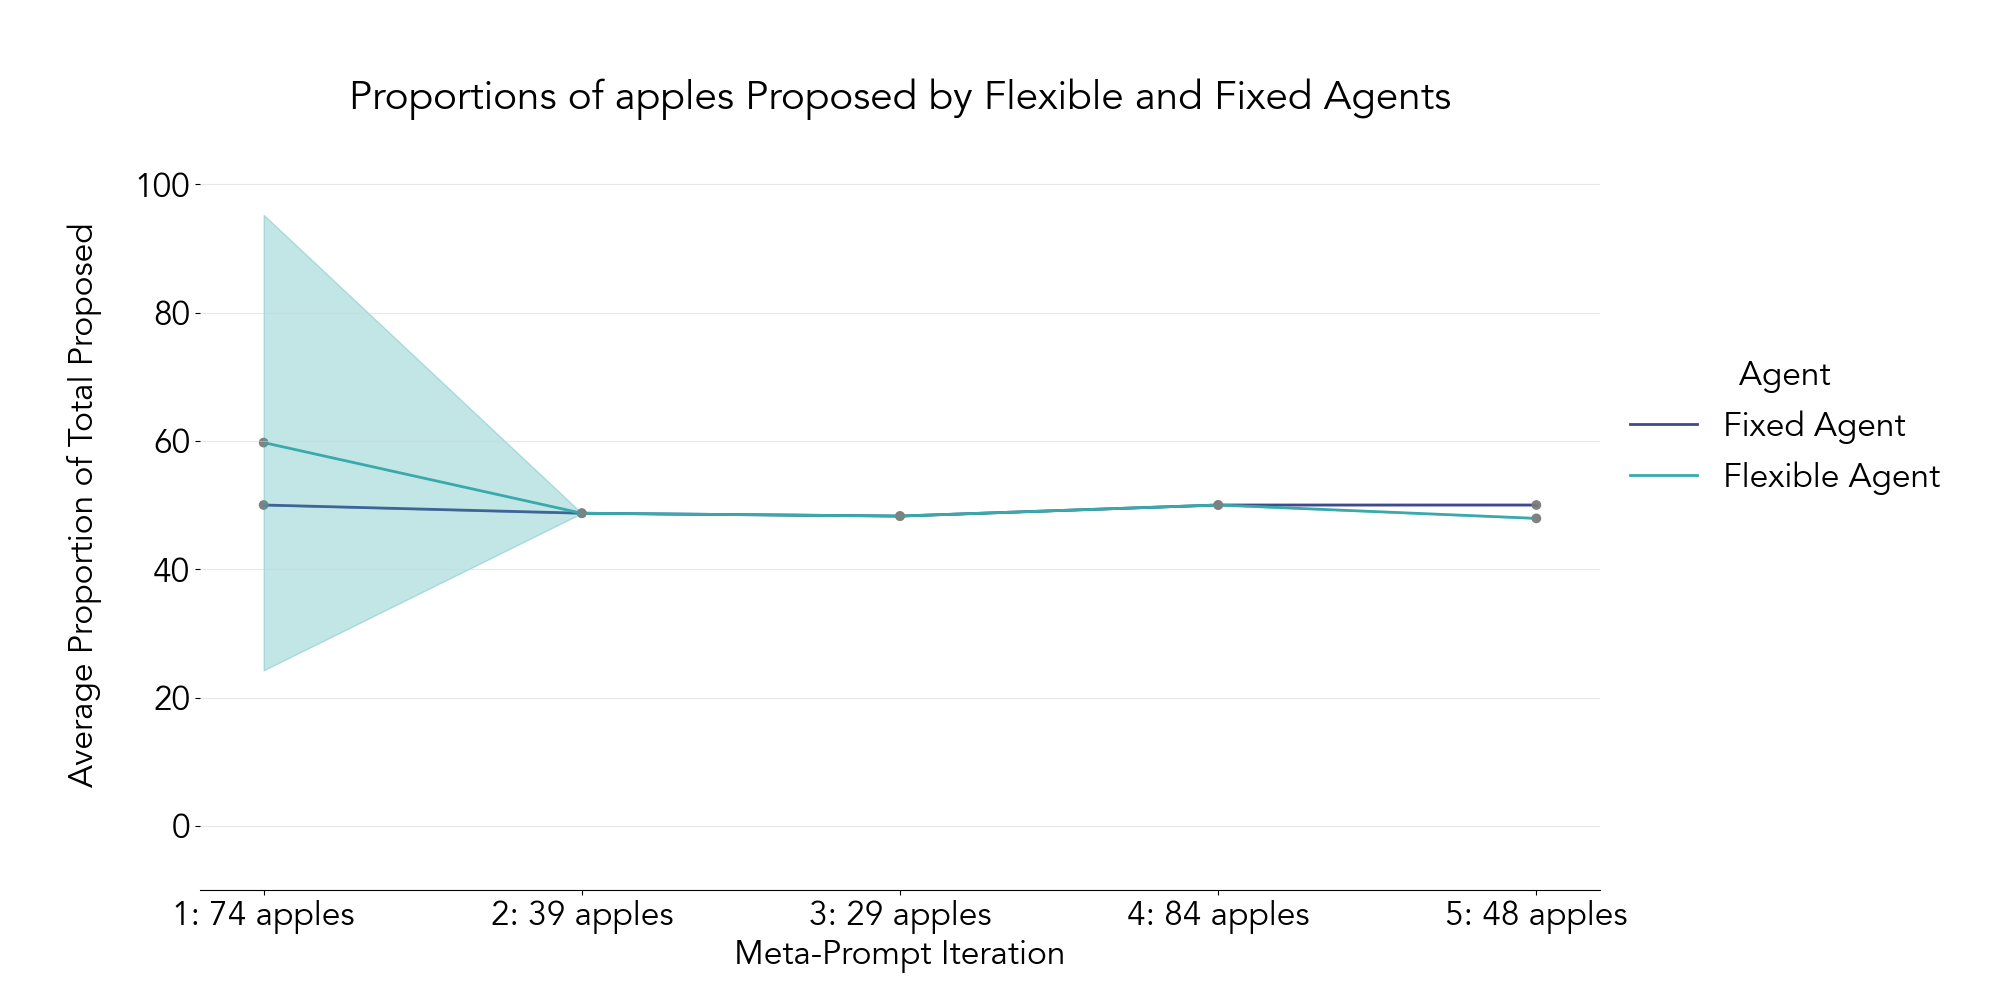 Proportions of apples Proposed by Flexible and Fixed Agents
Average Proportion of Total Proposed
100
80
60
40
20
0
1: 74 apples
2: 39 apples
3: 29 apples
4: 84 apples
5: 48 apples
Meta-Prompt Iteration
Agent
Fixed Agent
Flexible Agent